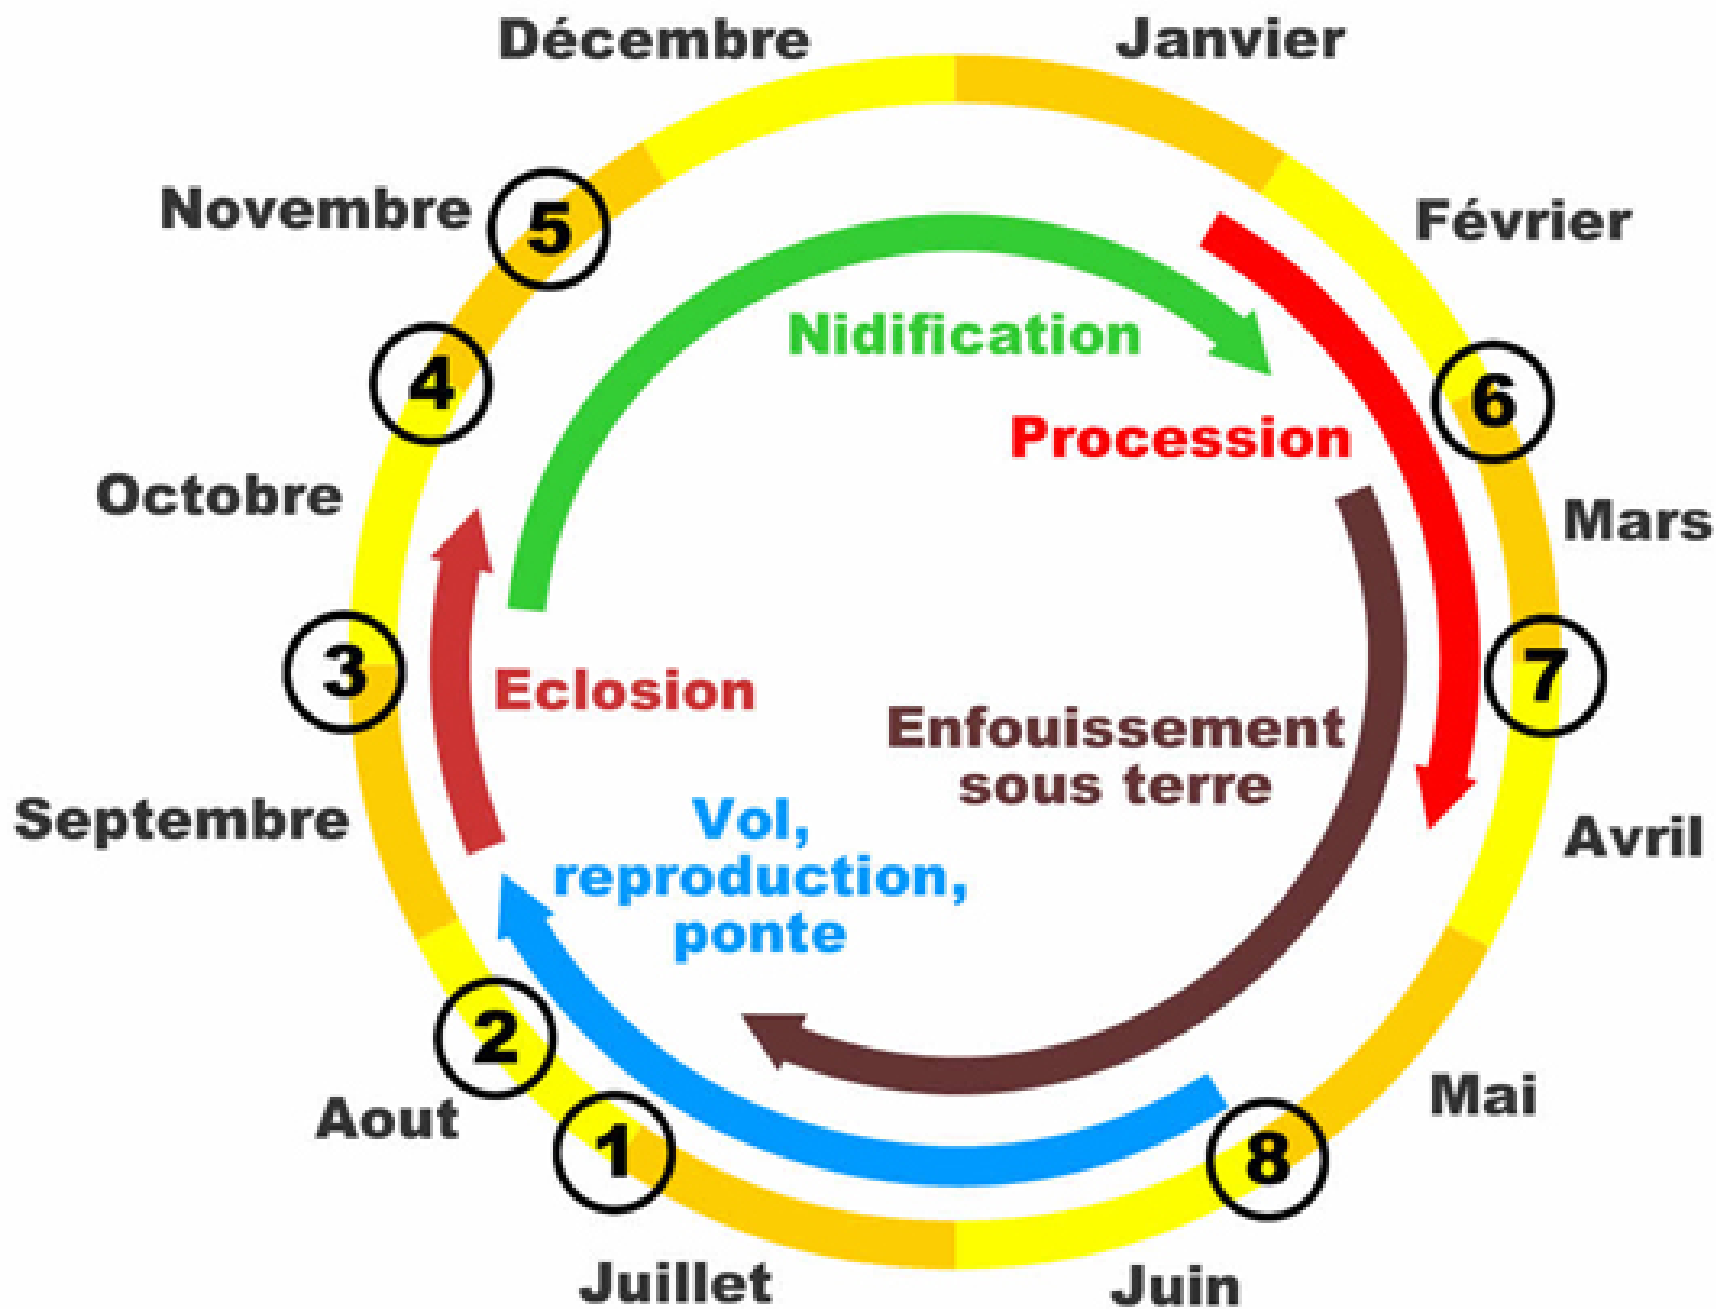 Décembre
Janvier
Novembre
5
Février
4
Nidification
6
Procession
Octobre
Mars
3
Eclosion
7
Enfouissement
sous terre
Septembre
Vol,
reproduction,
ponte
Avril
2
Aout
1
8
Mai
Juillet
Juin